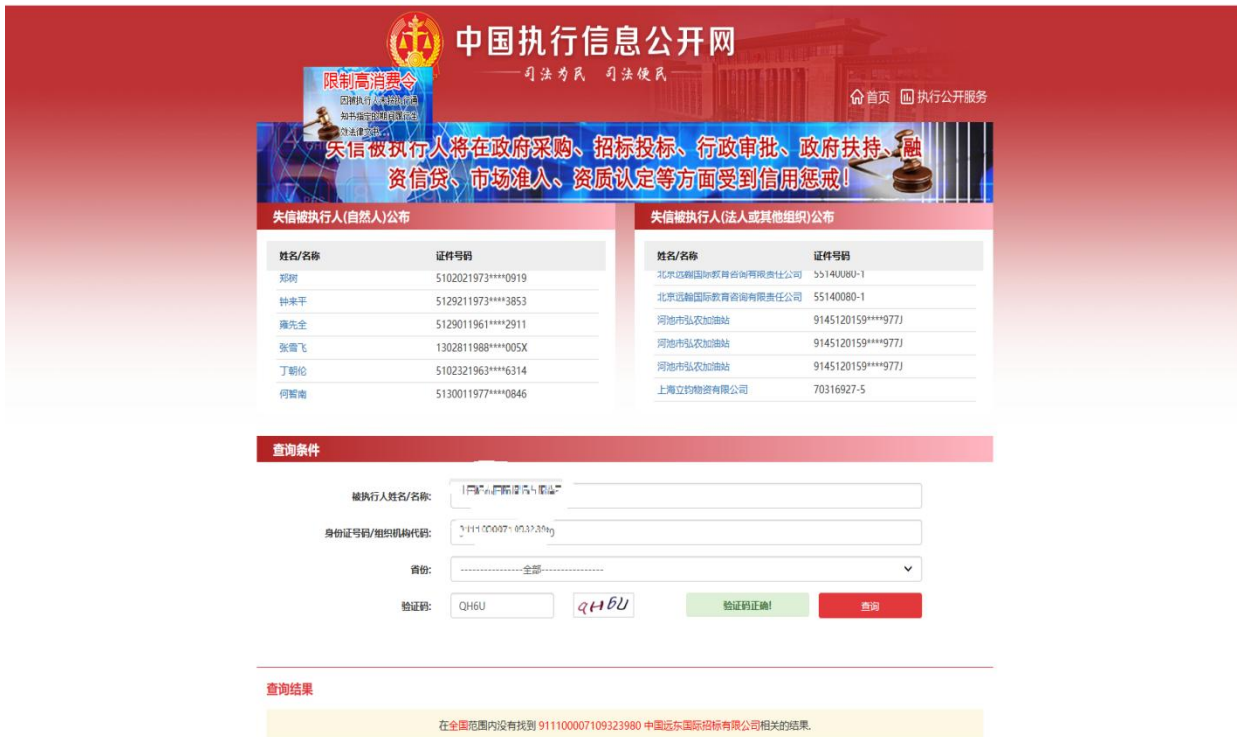 中国执行信息公开网
司法为民 司法便民
限制高消费令
首页 执行公开服务
失信被执行人将在政府采购、招标投标、行政审批、政府扶持、融
资信贷、市场准入、资质认定等方面受到信用惩戒!
失信被执行人(自然人)公布
姓名/名称 证件号码
郑树 5102021973****0919
钟来平 5129211973****3853
雍先全 5129011961****2911
张雪飞 1302811988****005X
丁朝伦 5102321963****6314
何智南 5130011977****0846
失信被执行人(法人或其他组织)公布
姓名/名称 证件号码
北京远翰国际教育咨询有限责任公司 55140080-1
北京远翰国际教育咨询有限责任公司 55140080-1
河池市弘农加油站 9145120159****977J
河池市弘农加油站 9145120159****977J
河池市弘农加油站 9145120159****977J
上海立钧物资有限公司 70316927-5
查询条件
被执行人姓名/名称:
身份证号码/组织机构代码:
省份: ----------------全部----------------
验证码: QH6U qH6U 验证码正确! 查询
查询结果
在全国范围内没有找到 911100007109323980 中国远东国际招标有限公司相关的结果.